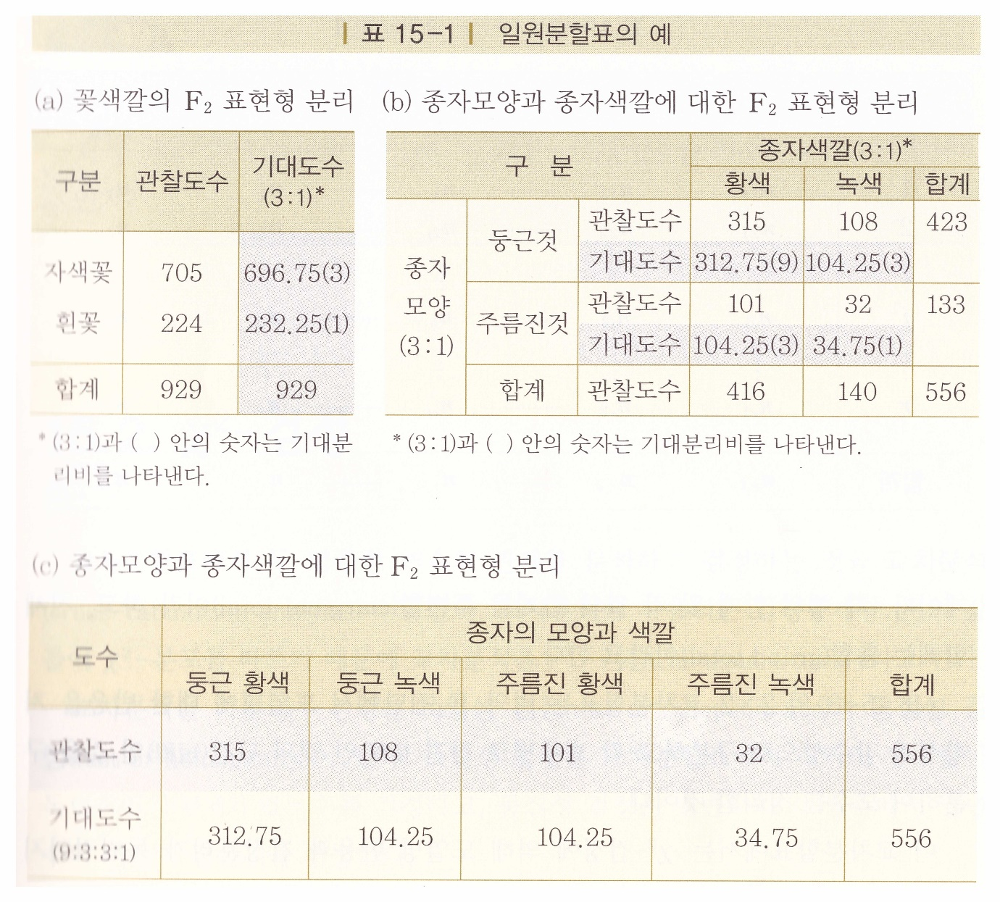 표 15-1 일원분할표의 예
(a) 꽃색깔의 F₂ 표현형 분리
구분 관찰도수 기대도수
(3:1)*
자색꽃 705 696.75(3)
흰꽃 224 232.25(1)
합계 929 929
* (3:1)과 ( ) 안의 숫자는 기대분
리비를 나타낸다.
(b) 종자모양과 종자색깔에 대한 F₂ 표현형 분리
구 분 종자색깔(3:1)*
황색 녹색 합계
종자
모양
(3:1)
둥근것 관찰도수 315 108 423
기대도수 312.75(9) 104.25(3)
주름진것 관찰도수 101 32 133
기대도수 104.25(3) 34.75(1)
합계 관찰도수 416 140 556
* (3:1)과 ( ) 안의 숫자는 기대분리비를 나타낸다.
(c) 종자모양과 종자색깔에 대한 F₂ 표현형 분리
도수 종자의 모양과 색깔
둥근 황색 둥근 녹색 주름진 황색 주름진 녹색 합계
관찰도수 315 108 101 32 556
기대도수
(9:3:3:1) 312.75 104.25 104.25 34.75 556